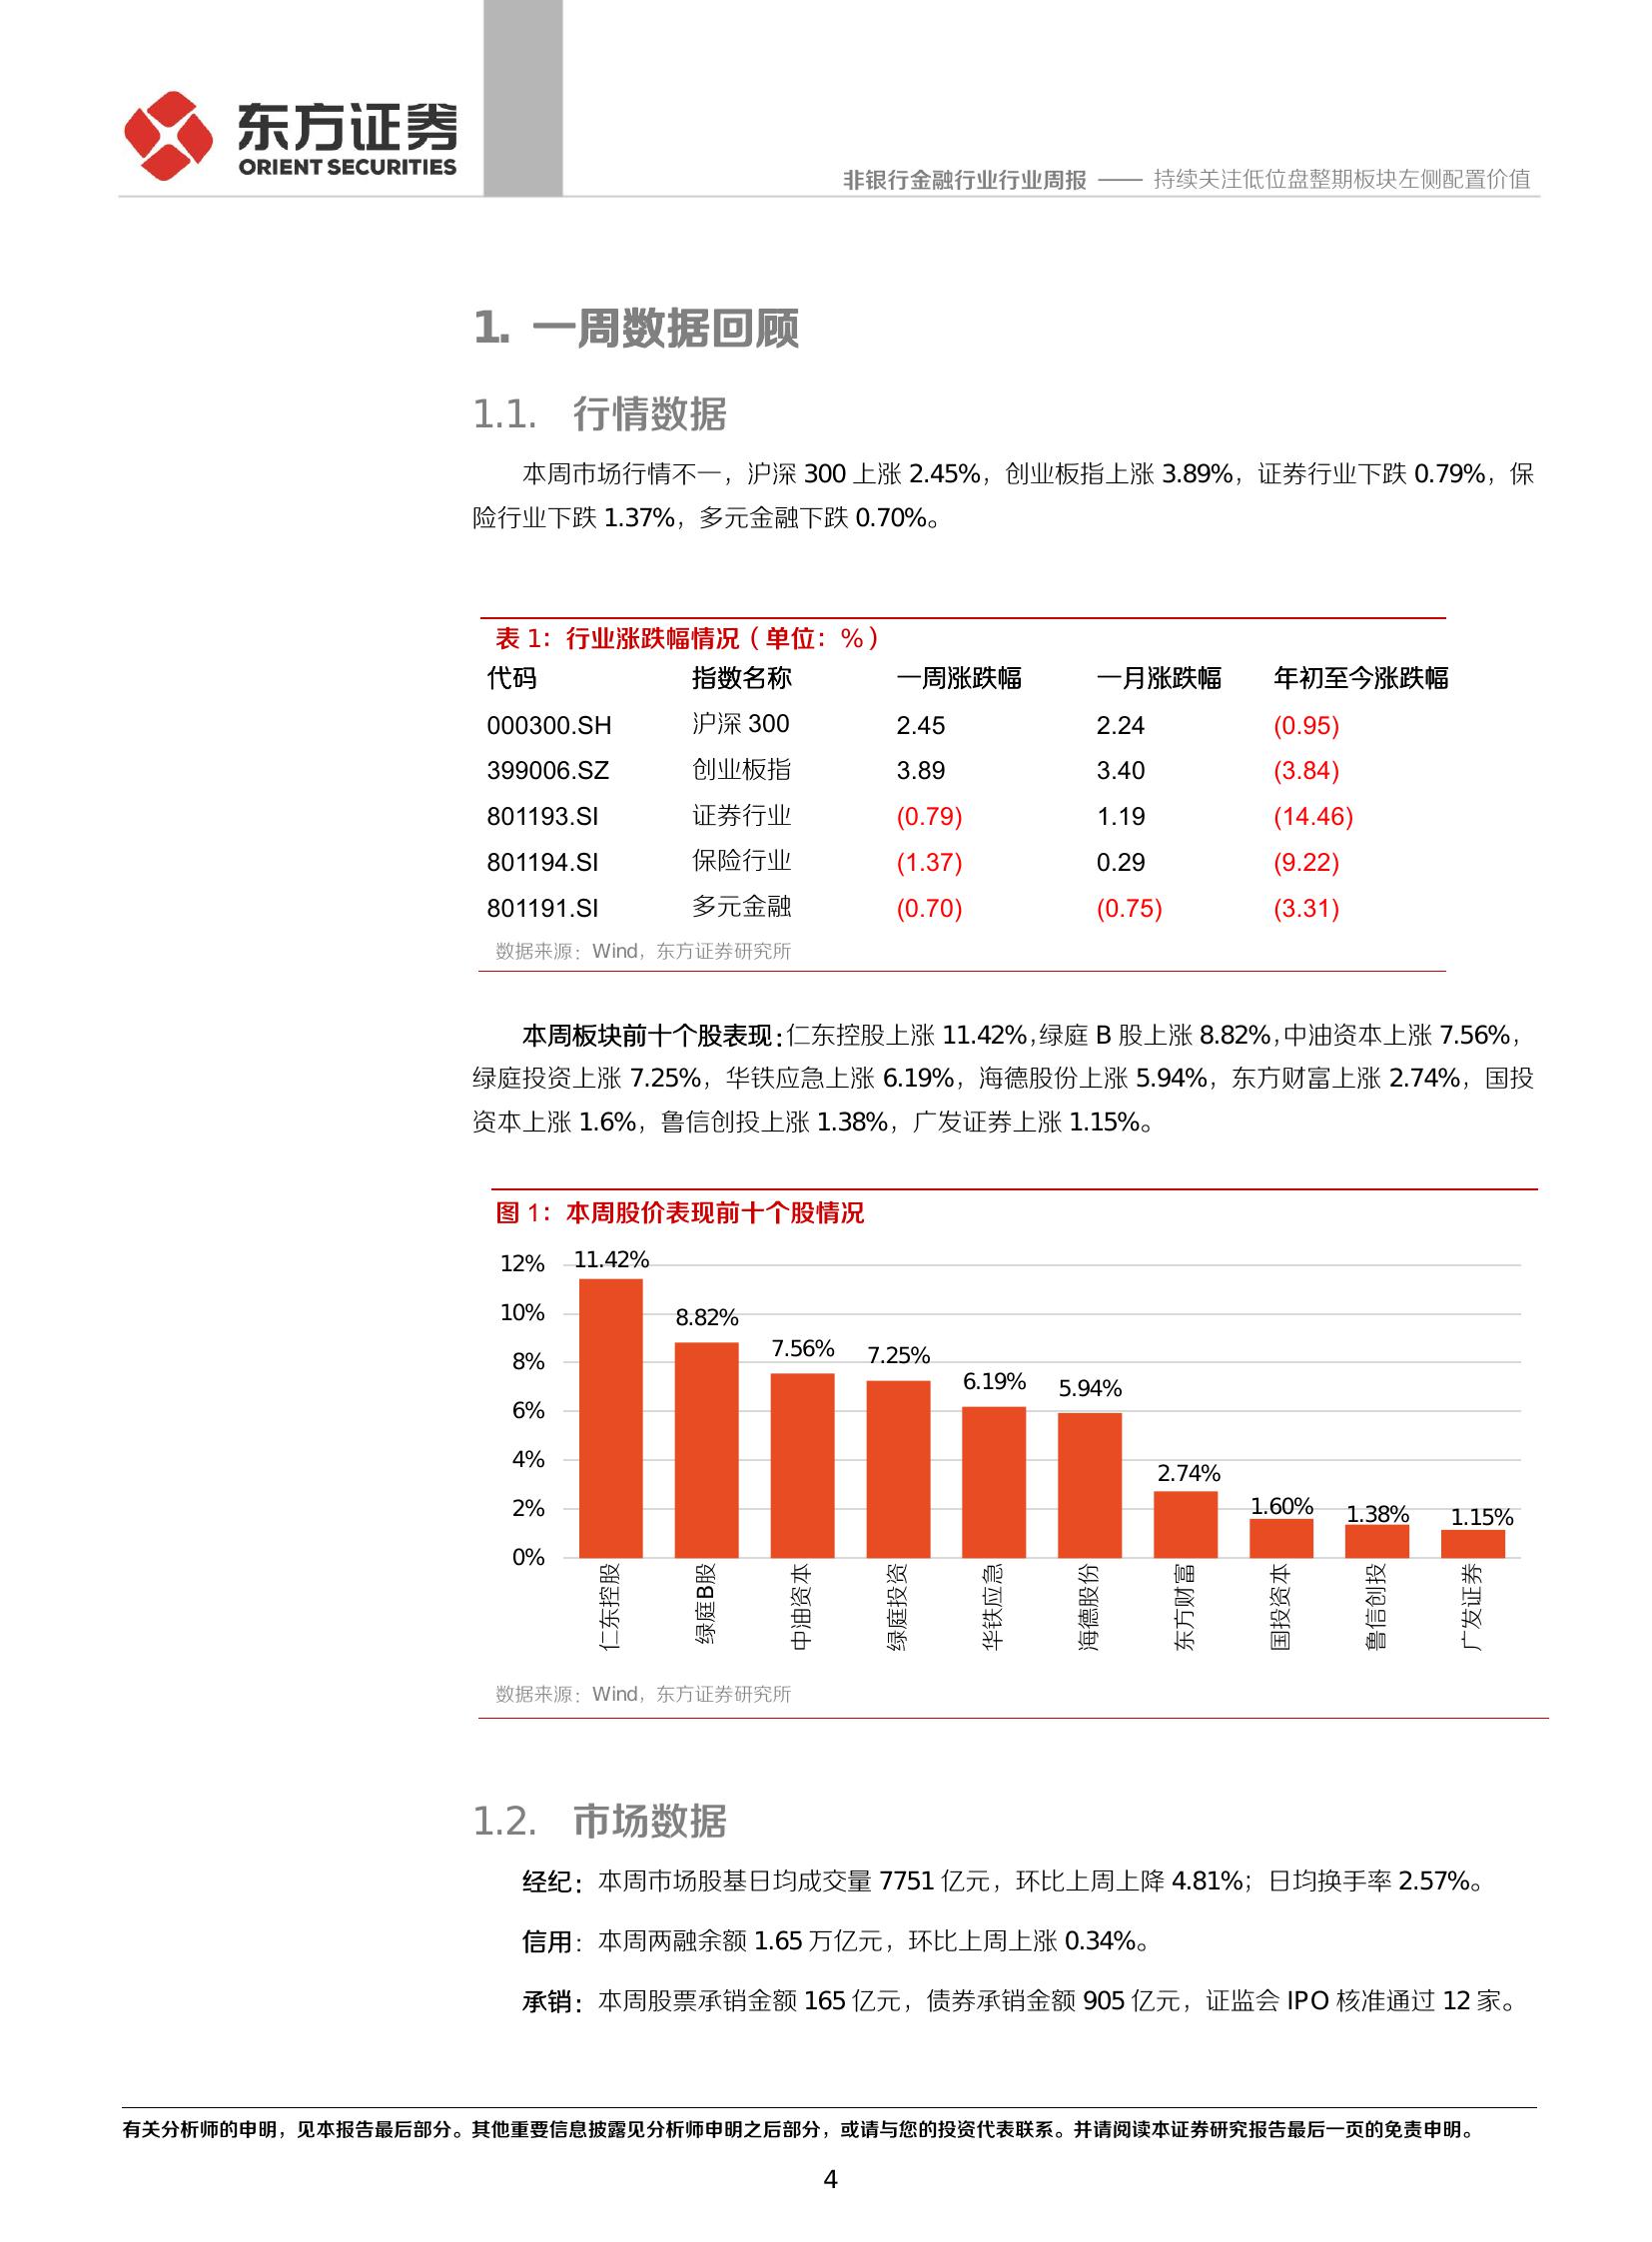 东方证券
ORIENT SECURITIES
非银行金融行业行业周报 —— 持续关注低位盘整期板块左侧配置价值
1. 一周数据回顾
1.1. 行情数据
本周市场行情不一，沪深 300 上涨 2.45%，创业板指上涨 3.89%，证券行业下跌 0.79%，保
险行业下跌 1.37%，多元金融下跌 0.70%。
表 1：行业涨跌幅情况（单位：%）
代码 指数名称 一周涨跌幅 一月涨跌幅 年初至今涨跌幅
000300.SH 沪深 300 2.45 2.24 (0.95)
399006.SZ 创业板指 3.89 3.40 (3.84)
801193.SI 证券行业 (0.79) 1.19 (14.46)
801194.SI 保险行业 (1.37) 0.29 (9.22)
801191.SI 多元金融 (0.70) (0.75) (3.31)
数据来源：Wind，东方证券研究所
本周板块前十个股表现：仁东控股上涨 11.42%，绿庭 B 股上涨 8.82%，中油资本上涨 7.56%，
绿庭投资上涨 7.25%，华铁应急上涨 6.19%，海德股份上涨 5.94%，东方财富上涨 2.74%，国投
资本上涨 1.6%，鲁信创投上涨 1.38%，广发证券上涨 1.15%。
图 1：本周股价表现前十个股情况
12%
10%
8%
6%
4%
2%
0%
11.42%
8.82%
7.56%
7.25%
6.19%
5.94%
2.74%
1.60%
1.38%
1.15%
仁东控股
绿庭B股
中油资本
绿庭投资
华铁应急
海德股份
东方财富
国投资本
鲁信创投
广发证券
数据来源：Wind，东方证券研究所
1.2. 市场数据
经纪：本周市场股基日均成交量 7751 亿元，环比上周上降 4.81%；日均换手率 2.57%。
信用：本周两融余额 1.65 万亿元，环比上周上涨 0.34%。
承销：本周股票承销金额 165 亿元，债券承销金额 905 亿元，证监会 IPO 核准通过 12 家。
有关分析师的申明，见本报告最后部分。其他重要信息披露见分析师申明之后部分，或请与您的投资代表联系。并请阅读本证券研究报告最后一页的免责申明。
4